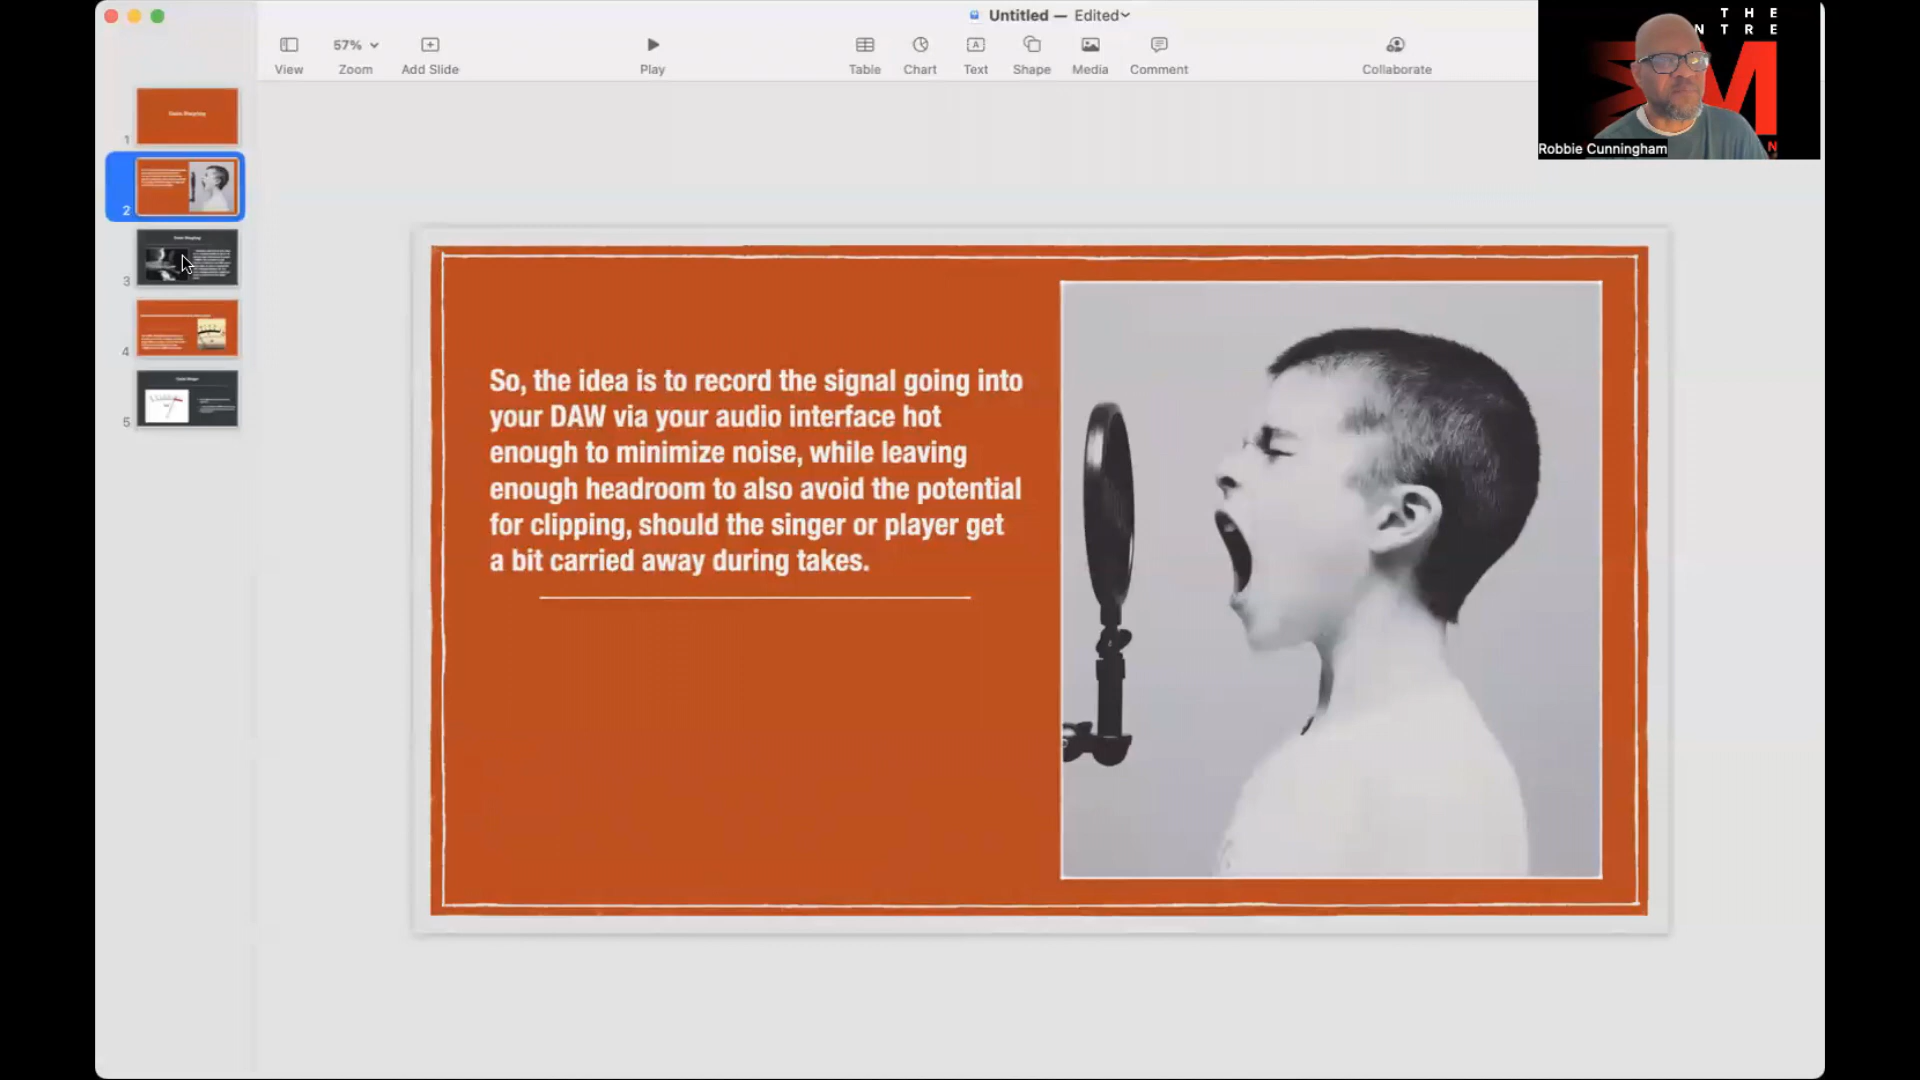 Untitled — Edited
57%
View
Zoom
Add Slide
Play
Table
Chart
Text
Shape
Media
Comment
Collaborate
THE
NTRE
M
N
Robbie Cunningham
1
2
3
4
5
So, the idea is to record the signal going into
your DAW via your audio interface hot
enough to minimize noise, while leaving
enough headroom to also avoid the potential
for clipping, should the singer or player get
a bit carried away during takes.